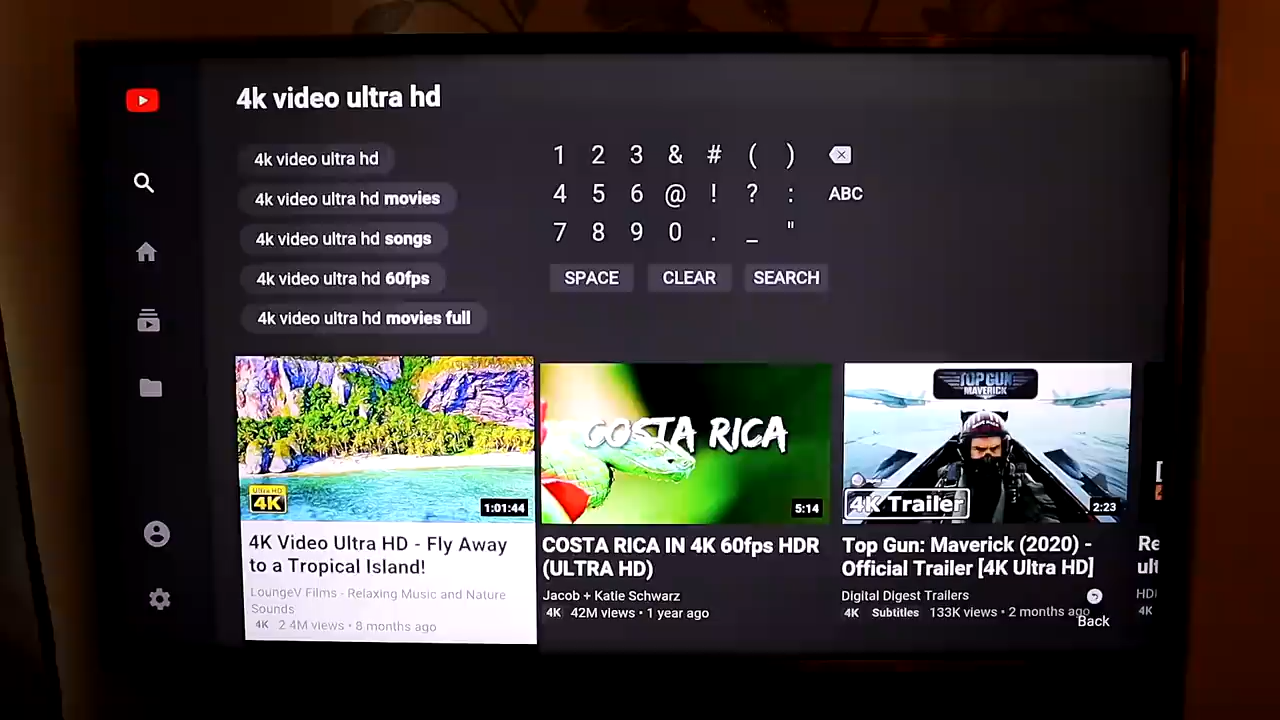 4k video ultra hd
4k video ultra hd
4k video ultra hd movies
4k video ultra hd songs
4k video ultra hd 60fps
4k video ultra hd movies full
1 2 3 & # ( )
4 5 6 @ ! ? : ABC
7 8 9 0 . _ "
SPACE CLEAR SEARCH
Ultra HD
4K
1:01:44
4K Video Ultra HD - Fly Away
to a Tropical Island!
LoungeV Films - Relaxing Music and Nature
Sounds
4K 2.4M views • 8 months ago
COSTA RICA
5:14
COSTA RICA IN 4K 60fps HDR
(ULTRA HD)
Jacob + Katie Schwarz
4K 42M views • 1 year ago
TOP GUN
MAVERICK
4K Trailer
2:23
Top Gun: Maverick (2020) -
Official Trailer [4K Ultra HD]
Digital Digest Trailers
4K Subtitles 133K views • 2 months ago
Re
ult
HD
4K
Back